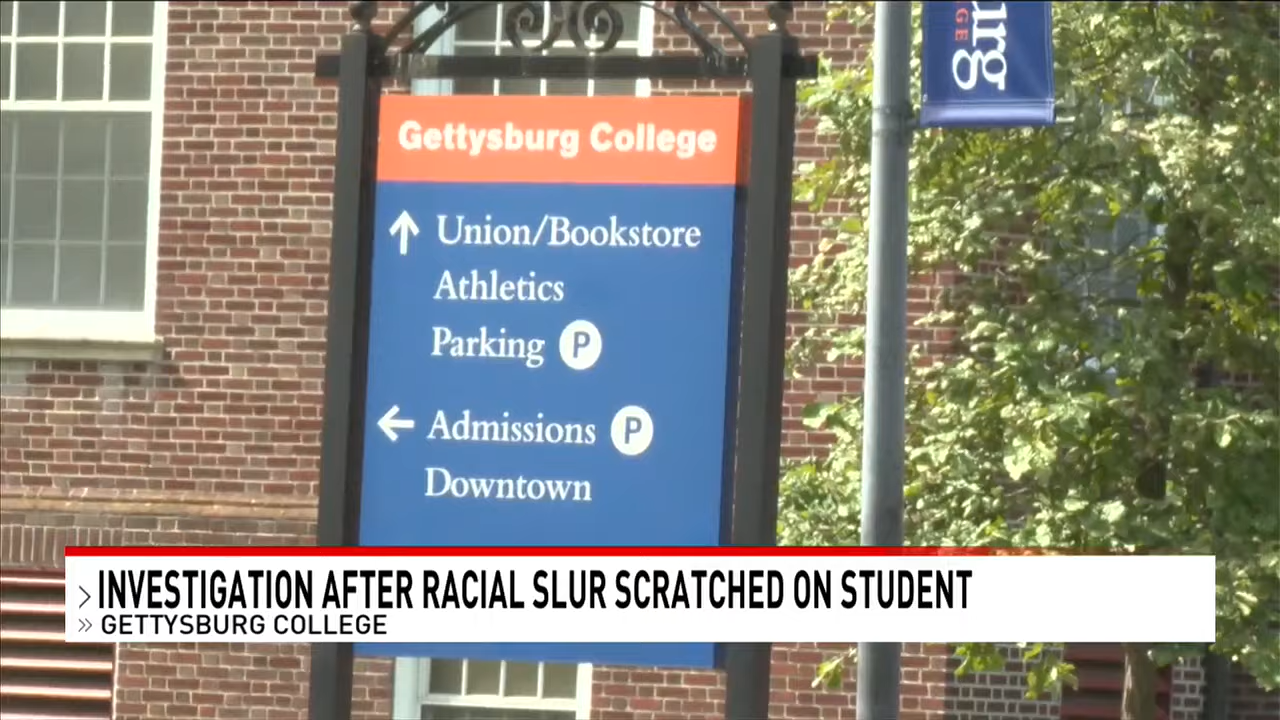 Gettysburg College
Union/Bookstore
Athletics
Parking P
Admissions P
Downtown
INVESTIGATION AFTER RACIAL SLUR SCRATCHED ON STUDENT
GETTYSBURG COLLEGE